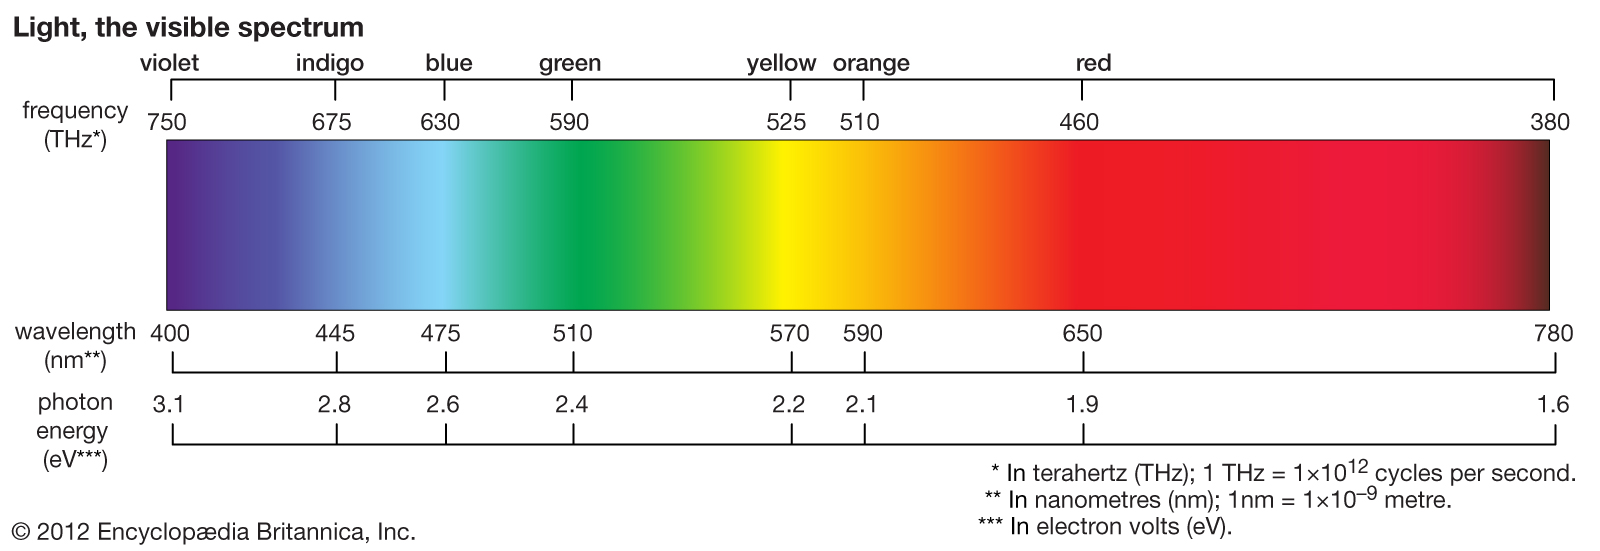 Light, the visible spectrum
violet indigo blue green yellow orange red
frequency
(THz*)
750 675 630 590 525 510 460 380
wavelength
(nm**)
400 445 475 510 570 590 650 780
photon
energy
(eV***)
3.1 2.8 2.6 2.4 2.2 2.1 1.9 1.6
* In terahertz (THz); 1 THz = 1×10¹² cycles per second.
** In nanometres (nm); 1nm = 1×10⁻⁹ metre.
*** In electron volts (eV).
© 2012 Encyclopædia Britannica, Inc.